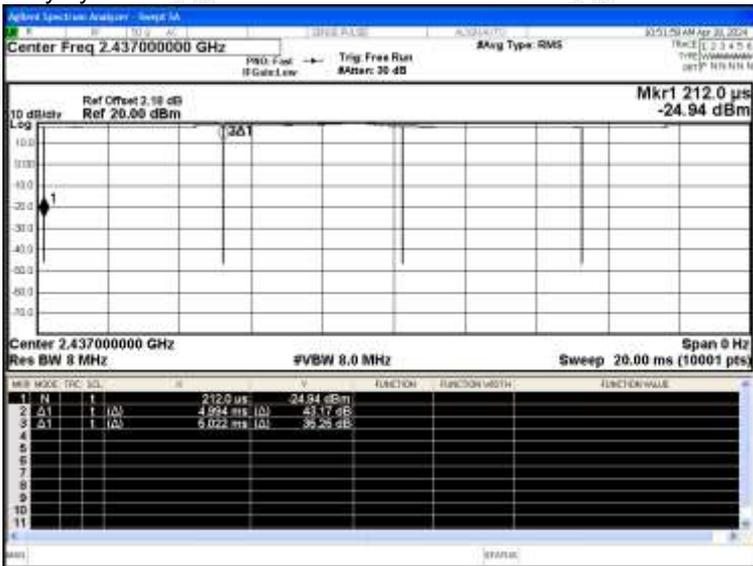 Agilent Spectrum Analyzer - Swept SA
10:51:59 AM Apr 20, 2024
Center Freq 2.437000000 GHz
#Avg Type: RMS
TRACE 1 2 3 4 5 6
PNO: Fast
Trig: Free Run
TYPE
IFGain:Low
#Atten: 30 dB
DET P N N N N N
Mkr1 212.0 µs
Ref Offset 2.18 dB
10 dB/div Ref 20.00 dBm
-24.94 dBm
Log
3Δ1
10.0
0.00
-10.0
1
-20.0
-30.0
-40.0
-50.0
-60.0
-70.0
Center 2.437000000 GHz
Span 0 Hz
Res BW 8 MHz
#VBW 8.0 MHz
Sweep 20.00 ms (10001 pts)
MKR MODE TRC SCL X Y FUNCTION FUNCTION WIDTH FUNCTION VALUE
1 N t 212.0 us -24.94 dBm
2 Δ1 t (Δ) 4.994 ms (Δ) 43.17 dB
3 Δ1 t (Δ) 5.022 ms (Δ) 36.26 dB
4
5
6
7
8
9
10
11
MSG
STATUS